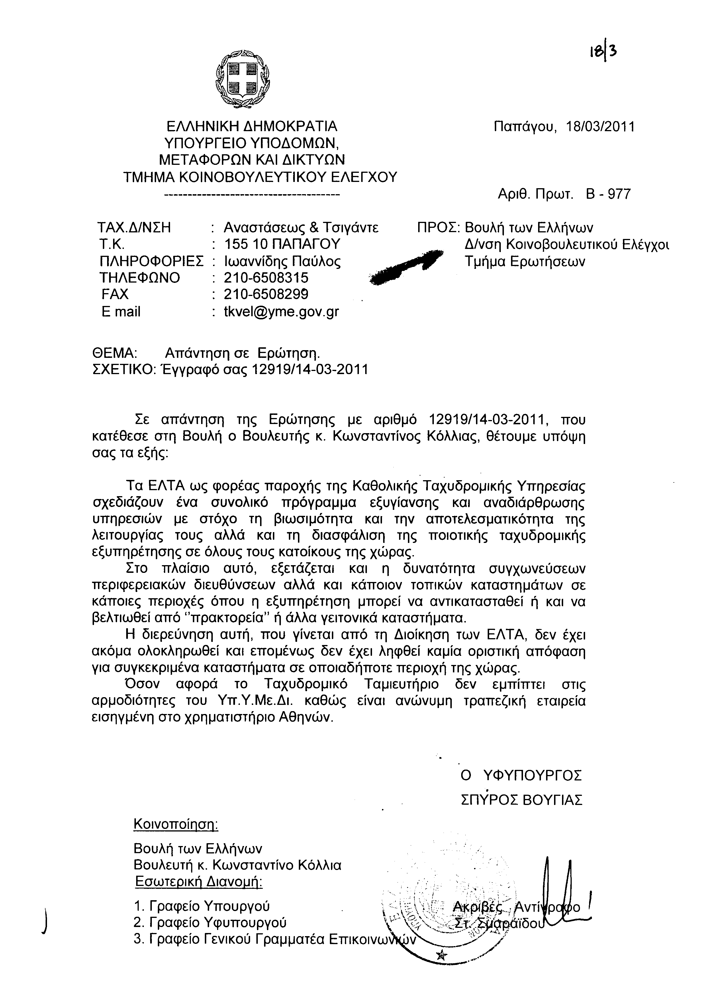 18/3
ΕΛΛΗΝΙΚΗ ΔΗΜΟΚΡΑΤΙΑ
ΥΠΟΥΡΓΕΙΟ ΥΠΟΔΟΜΩΝ,
ΜΕΤΑΦΟΡΩΝ ΚΑΙ ΔΙΚΤΥΩΝ
ΤΜΗΜΑ ΚΟΙΝΟΒΟΥΛΕΥΤΙΚΟΥ ΕΛΕΓΧΟΥ
-------------------------------------
Παπάγου, 18/03/2011
Αριθ. Πρωτ. Β - 977
ΤΑΧ.Δ/ΝΣΗ : Αναστάσεως & Τσιγάντε
Τ.Κ. : 155 10 ΠΑΠΑΓΟΥ
ΠΛΗΡΟΦΟΡΙΕΣ : Ιωαννίδης Παύλος
ΤΗΛΕΦΩΝΟ : 210-6508315
FAX : 210-6508299
E mail : tkvel@yme.gov.gr
ΠΡΟΣ: Βουλή των Ελλήνων
Δ/νση Κοινοβουλευτικού Ελέγχοι
Τμήμα Ερωτήσεων
ΘΕΜΑ: Απάντηση σε Ερώτηση.
ΣΧΕΤΙΚΟ: Έγγραφό σας 12919/14-03-2011
Σε απάντηση της Ερώτησης με αριθμό 12919/14-03-2011, που
κατέθεσε στη Βουλή ο Βουλευτής κ. Κωνσταντίνος Κόλλιας, θέτουμε υπόψη
σας τα εξής:
Τα ΕΛΤΑ ως φορέας παροχής της Καθολικής Ταχυδρομικής Υπηρεσίας
σχεδιάζουν ένα συνολικό πρόγραμμα εξυγίανσης και αναδιάρθρωσης
υπηρεσιών με στόχο τη βιωσιμότητα και την αποτελεσματικότητα της
λειτουργίας τους αλλά και τη διασφάλιση της ποιοτικής ταχυδρομικής
εξυπηρέτησης σε όλους τους κατοίκους της χώρας.
Στο πλαίσιο αυτό, εξετάζεται και η δυνατότητα συγχωνεύσεων
περιφερειακών διευθύνσεων αλλά και κάποιον τοπικών καταστημάτων σε
κάποιες περιοχές όπου η εξυπηρέτηση μπορεί να αντικατασταθεί ή και να
βελτιωθεί από ‘‘πρακτορεία’’ ή άλλα γειτονικά καταστήματα.
Η διερεύνηση αυτή, που γίνεται από τη Διοίκηση των ΕΛΤΑ, δεν έχει
ακόμα ολοκληρωθεί και επομένως δεν έχει ληφθεί καμία οριστική απόφαση
για συγκεκριμένα καταστήματα σε οποιαδήποτε περιοχή της χώρας.
Όσον αφορά το Ταχυδρομικό Ταμιευτήριο δεν εμπίπτει στις
αρμοδιότητες του Υπ.Υ.Με.Δι. καθώς είναι ανώνυμη τραπεζική εταιρεία
εισηγμένη στο χρηματιστήριο Αθηνών.
Ο ΥΦΥΠΟΥΡΓΟΣ
ΣΠΥΡΟΣ ΒΟΥΓΙΑΣ
Κοινοποίηση:
Βουλή των Ελλήνων
Βουλευτή κ. Κωνσταντίνο Κόλλια
Εσωτερική Διανομή:
1. Γραφείο Υπουργού
2. Γραφείο Υφυπουργού
3. Γραφείο Γενικού Γραμματέα Επικοινωνιών
Ακριβές Αντίγραφο
Στ. Σμαραΐδου